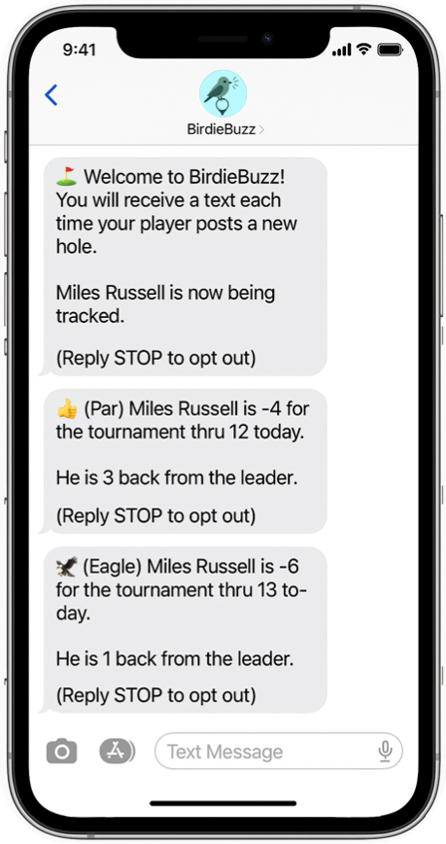 9:41
BirdieBuzz
⛳ Welcome to BirdieBuzz!
You will receive a text each
time your player posts a new
hole.
Miles Russell is now being
tracked.
(Reply STOP to opt out)
👍 (Par) Miles Russell is -4 for
the tournament thru 12 today.
He is 3 back from the leader.
(Reply STOP to opt out)
🦅 (Eagle) Miles Russell is -6
for the tournament thru 13 to-
day.
He is 1 back from the leader.
(Reply STOP to opt out)
Text Message